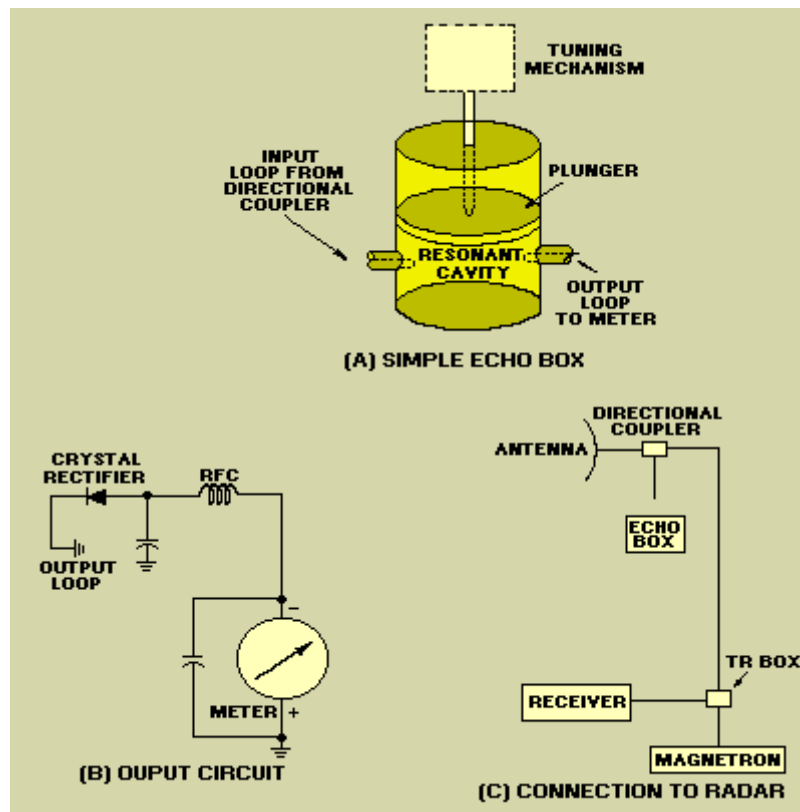 TUNING
MECHANISM
INPUT
LOOP FROM
DIRECTIONAL
COUPLER
PLUNGER
RESONANT
CAVITY
OUTPUT
LOOP
TO METER
(A) SIMPLE ECHO BOX
CRYSTAL
RECTIFIER
RFC
OUTPUT
LOOP
–
METER +
(B) OUPUT CIRCUIT
DIRECTIONAL
COUPLER
ANTENNA
ECHO
BOX
TR BOX
RECEIVER
MAGNETRON
(C) CONNECTION TO RADAR